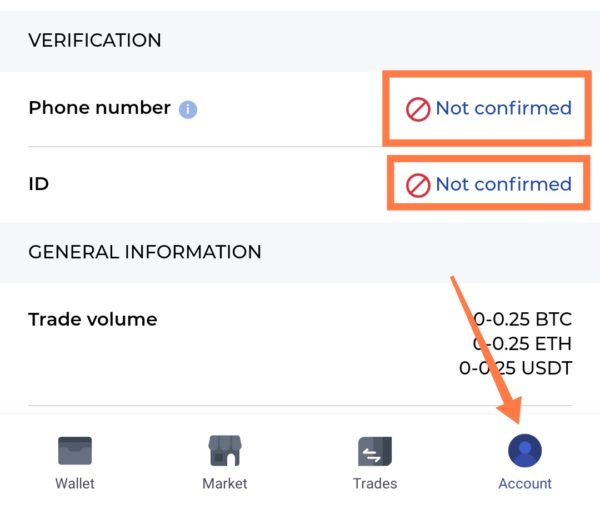 VERIFICATION
Phone number i Not confirmed
ID Not confirmed
GENERAL INFORMATION
Trade volume 0-0.25 BTC
0-0.25 ETH
0-0.25 USDT
Wallet Market Trades Account